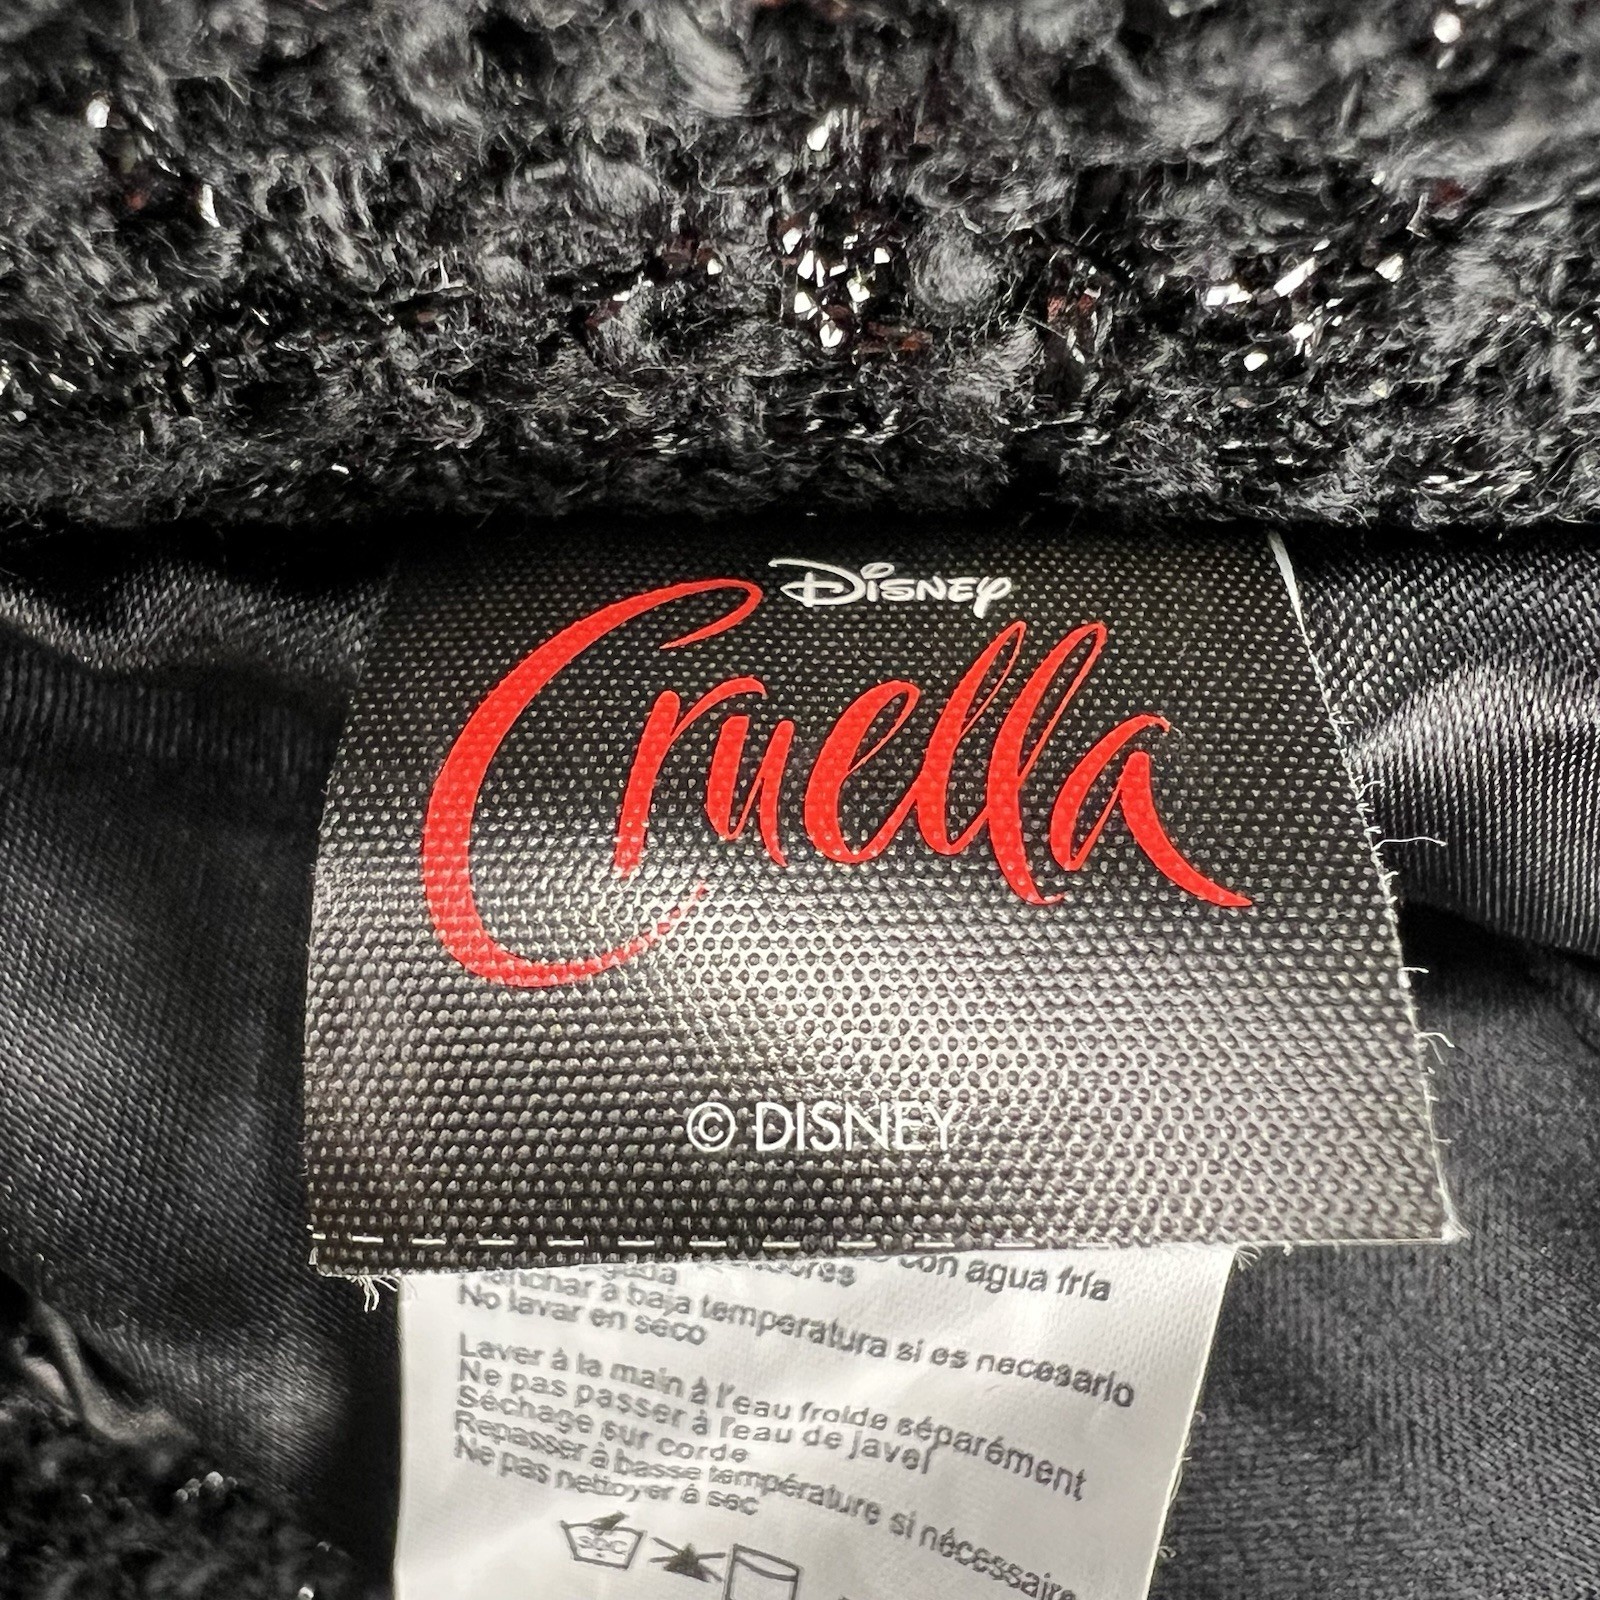 Disney
Cruella
© DISNEY
con agua fría
Planchar a baja temperatura si es necesario
No lavar en seco
Laver à la main à l'eau froide séparément
Ne pas passer à l'eau de javel
Séchage sur corde
Repasser à basse température si nécessaire
Ne pas nettoyer à sec